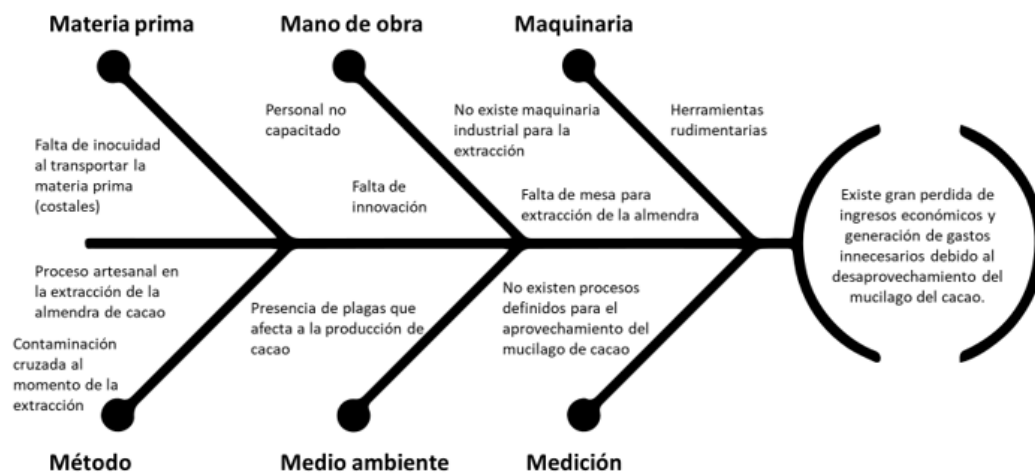 Materia prima
Mano de obra
Maquinaria
Falta de inocuidad
al transportar la
materia prima
(costales)
Personal no
capacitado
Falta de
innovación
No existe maquinaria
industrial para la
extracción
Falta de mesa para
extracción de la almendra
Herramientas
rudimentarias
Existe gran perdida de
ingresos económicos y
generación de gastos
innecesarios debido al
desaprovechamiento del
mucilago del cacao.
Proceso artesanal en
la extracción de la
almendra de cacao
Contaminación
cruzada al
momento de la
extracción
Presencia de plagas que
afecta a la producción de
cacao
No existen procesos
definidos para el
aprovechamiento del
mucilago de cacao
Método
Medio ambiente
Medición